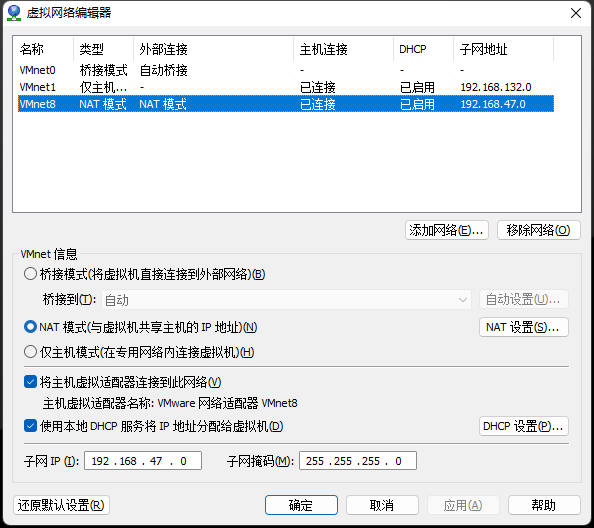 虚拟网络编辑器
名称 类型 外部连接 主机连接 DHCP 子网地址
VMnet0 桥接模式 自动桥接 - - -
VMnet1 仅主机... - 已连接 已启用 192.168.132.0
VMnet8 NAT 模式 NAT 模式 已连接 已启用 192.168.47.0
添加网络(E)... 移除网络(O)
VMnet 信息
桥接模式(将虚拟机直接连接到外部网络)(B)
桥接到(T): 自动 自动设置(U)...
NAT 模式(与虚拟机共享主机的 IP 地址)(N) NAT 设置(S)...
仅主机模式(在专用网络内连接虚拟机)(H)
将主机虚拟适配器连接到此网络(V)
主机虚拟适配器名称: VMware 网络适配器 VMnet8
使用本地 DHCP 服务将 IP 地址分配给虚拟机(D) DHCP 设置(P)...
子网 IP (I): 192 . 168 . 47 . 0 子网掩码(M): 255 . 255 . 255 . 0
还原默认设置(R) 确定 取消 应用(A) 帮助